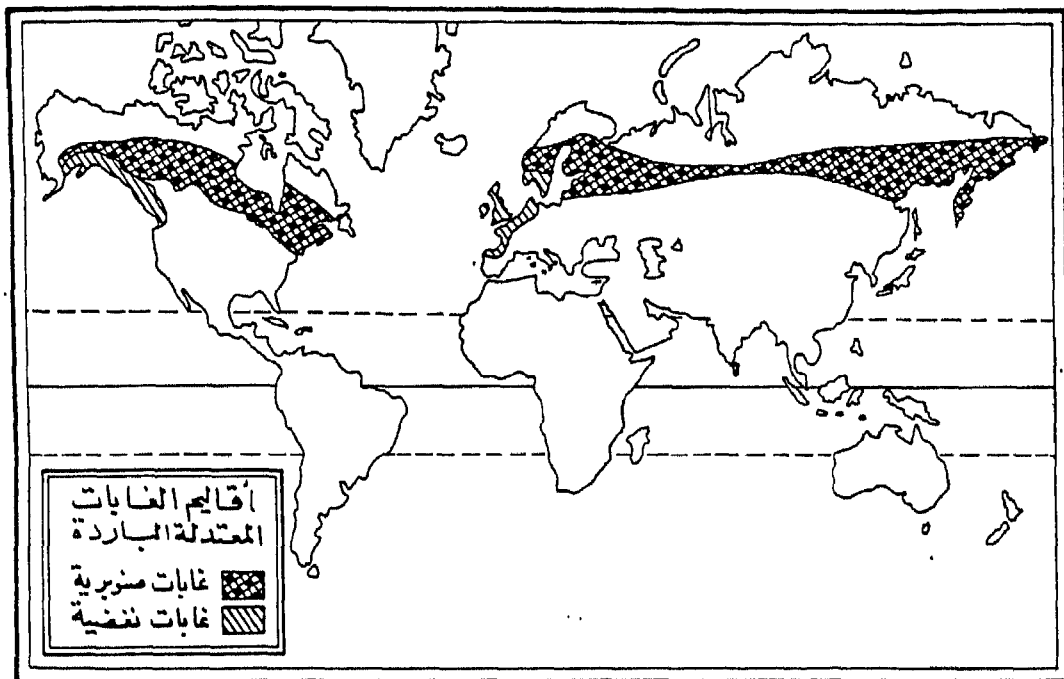 أقاليم الغابات
المعتدلة الباردة
غابات صنوبرية
غابات نفضية